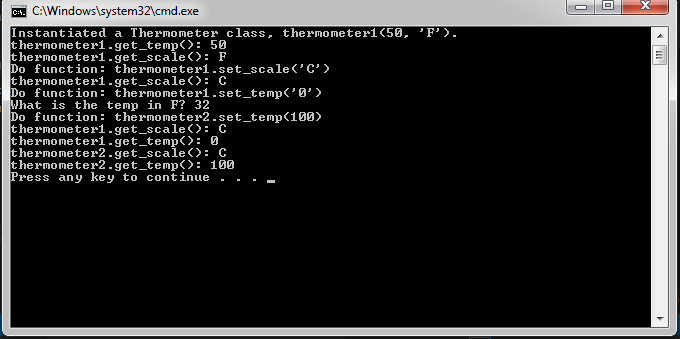 C:\Windows\system32\cmd.exe
Instantiated a Thermometer class, thermometer1(50, 'F').
thermometer1.get_temp(): 50
thermometer1.get_scale(): F
Do function: thermometer1.set_scale('C')
thermometer1.get_scale(): C
Do function: thermometer1.set_temp('0')
What is the temp in F? 32
Do function: thermometer2.set_temp(100)
thermometer1.get_scale(): C
thermometer1.get_temp(): 0
thermometer2.get_scale(): C
thermometer2.get_temp(): 100
Press any key to continue . . . _